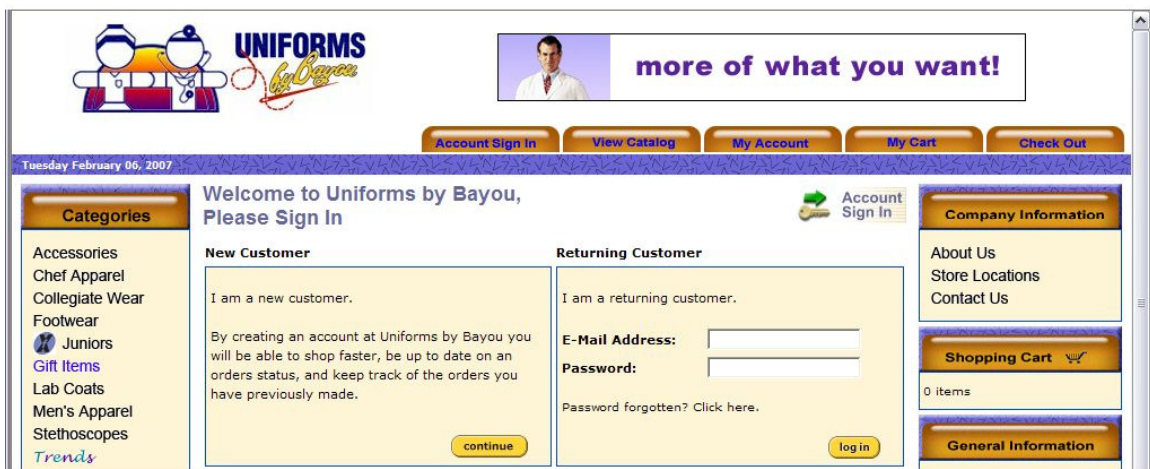 UNIFORMS
by Bayou
more of what you want!
Account Sign In
View Catalog
My Account
My Cart
Check Out
Tuesday February 06, 2007
Categories
Accessories
Chef Apparel
Collegiate Wear
Footwear
Juniors
Gift Items
Lab Coats
Men's Apparel
Stethoscopes
Trends
Welcome to Uniforms by Bayou,
Please Sign In
Account
Sign In
New Customer
I am a new customer.
By creating an account at Uniforms by Bayou you
will be able to shop faster, be up to date on an
orders status, and keep track of the orders you
have previously made.
continue
Returning Customer
I am a returning customer.
E-Mail Address:
Password:
Password forgotten? Click here.
log in
Company Information
About Us
Store Locations
Contact Us
Shopping Cart
0 items
General Information